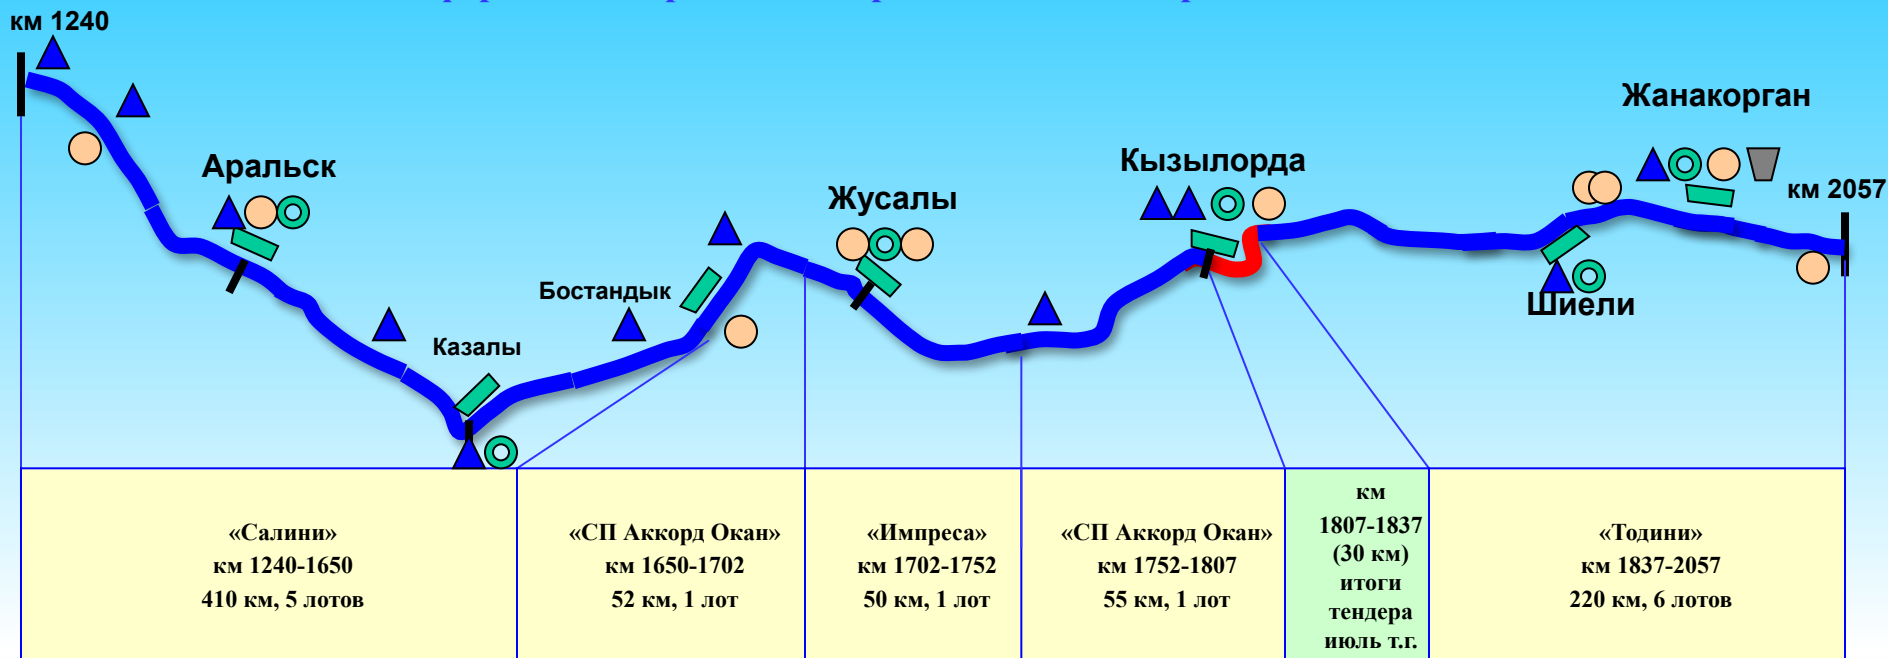 км 1240
Жанакорган
Аральск
Кызылорда
км 2057
Жусалы
Бостандык
Шиели
Казалы
«Салини»
км 1240-1650
410 км, 5 лотов
«СП Аккорд Окан»
км 1650-1702
52 км, 1 лот
«Импреса»
км 1702-1752
50 км, 1 лот
«СП Аккорд Окан»
км 1752-1807
55 км, 1 лот
км
1807-1837
(30 км)
итоги
тендера
июль т.г.
«Тодини»
км 1837-2057
220 км, 6 лотов